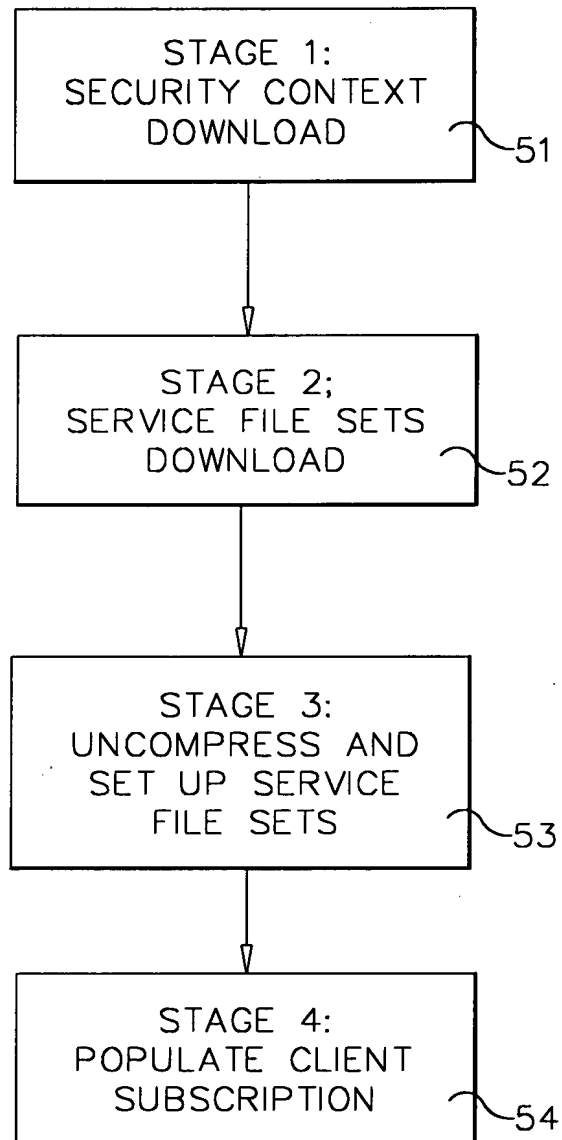 STAGE 1:
SECURITY CONTEXT
DOWNLOAD
51
STAGE 2;
SERVICE FILE SETS
DOWNLOAD
52
STAGE 3:
UNCOMPRESS AND
SET UP SERVICE
FILE SETS
53
STAGE 4:
POPULATE CLIENT
SUBSCRIPTION
54